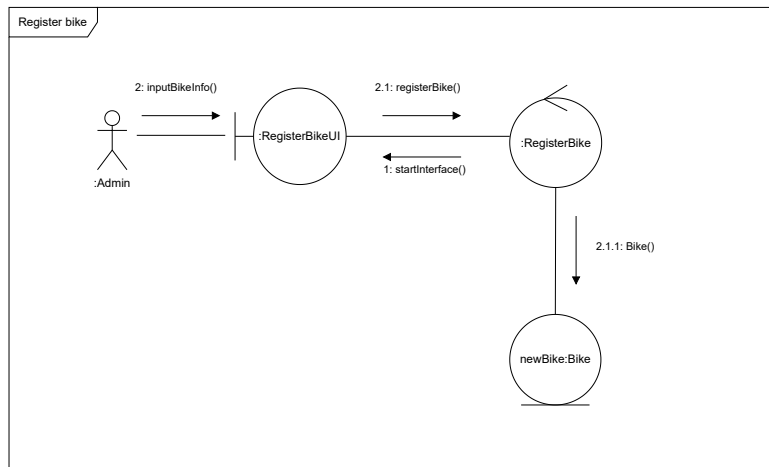 Register bike
2: inputBikeInfo()
2.1: registerBike()
:RegisterBikeUI
:RegisterBike
1: startInterface()
:Admin
2.1.1: Bike()
newBike:Bike